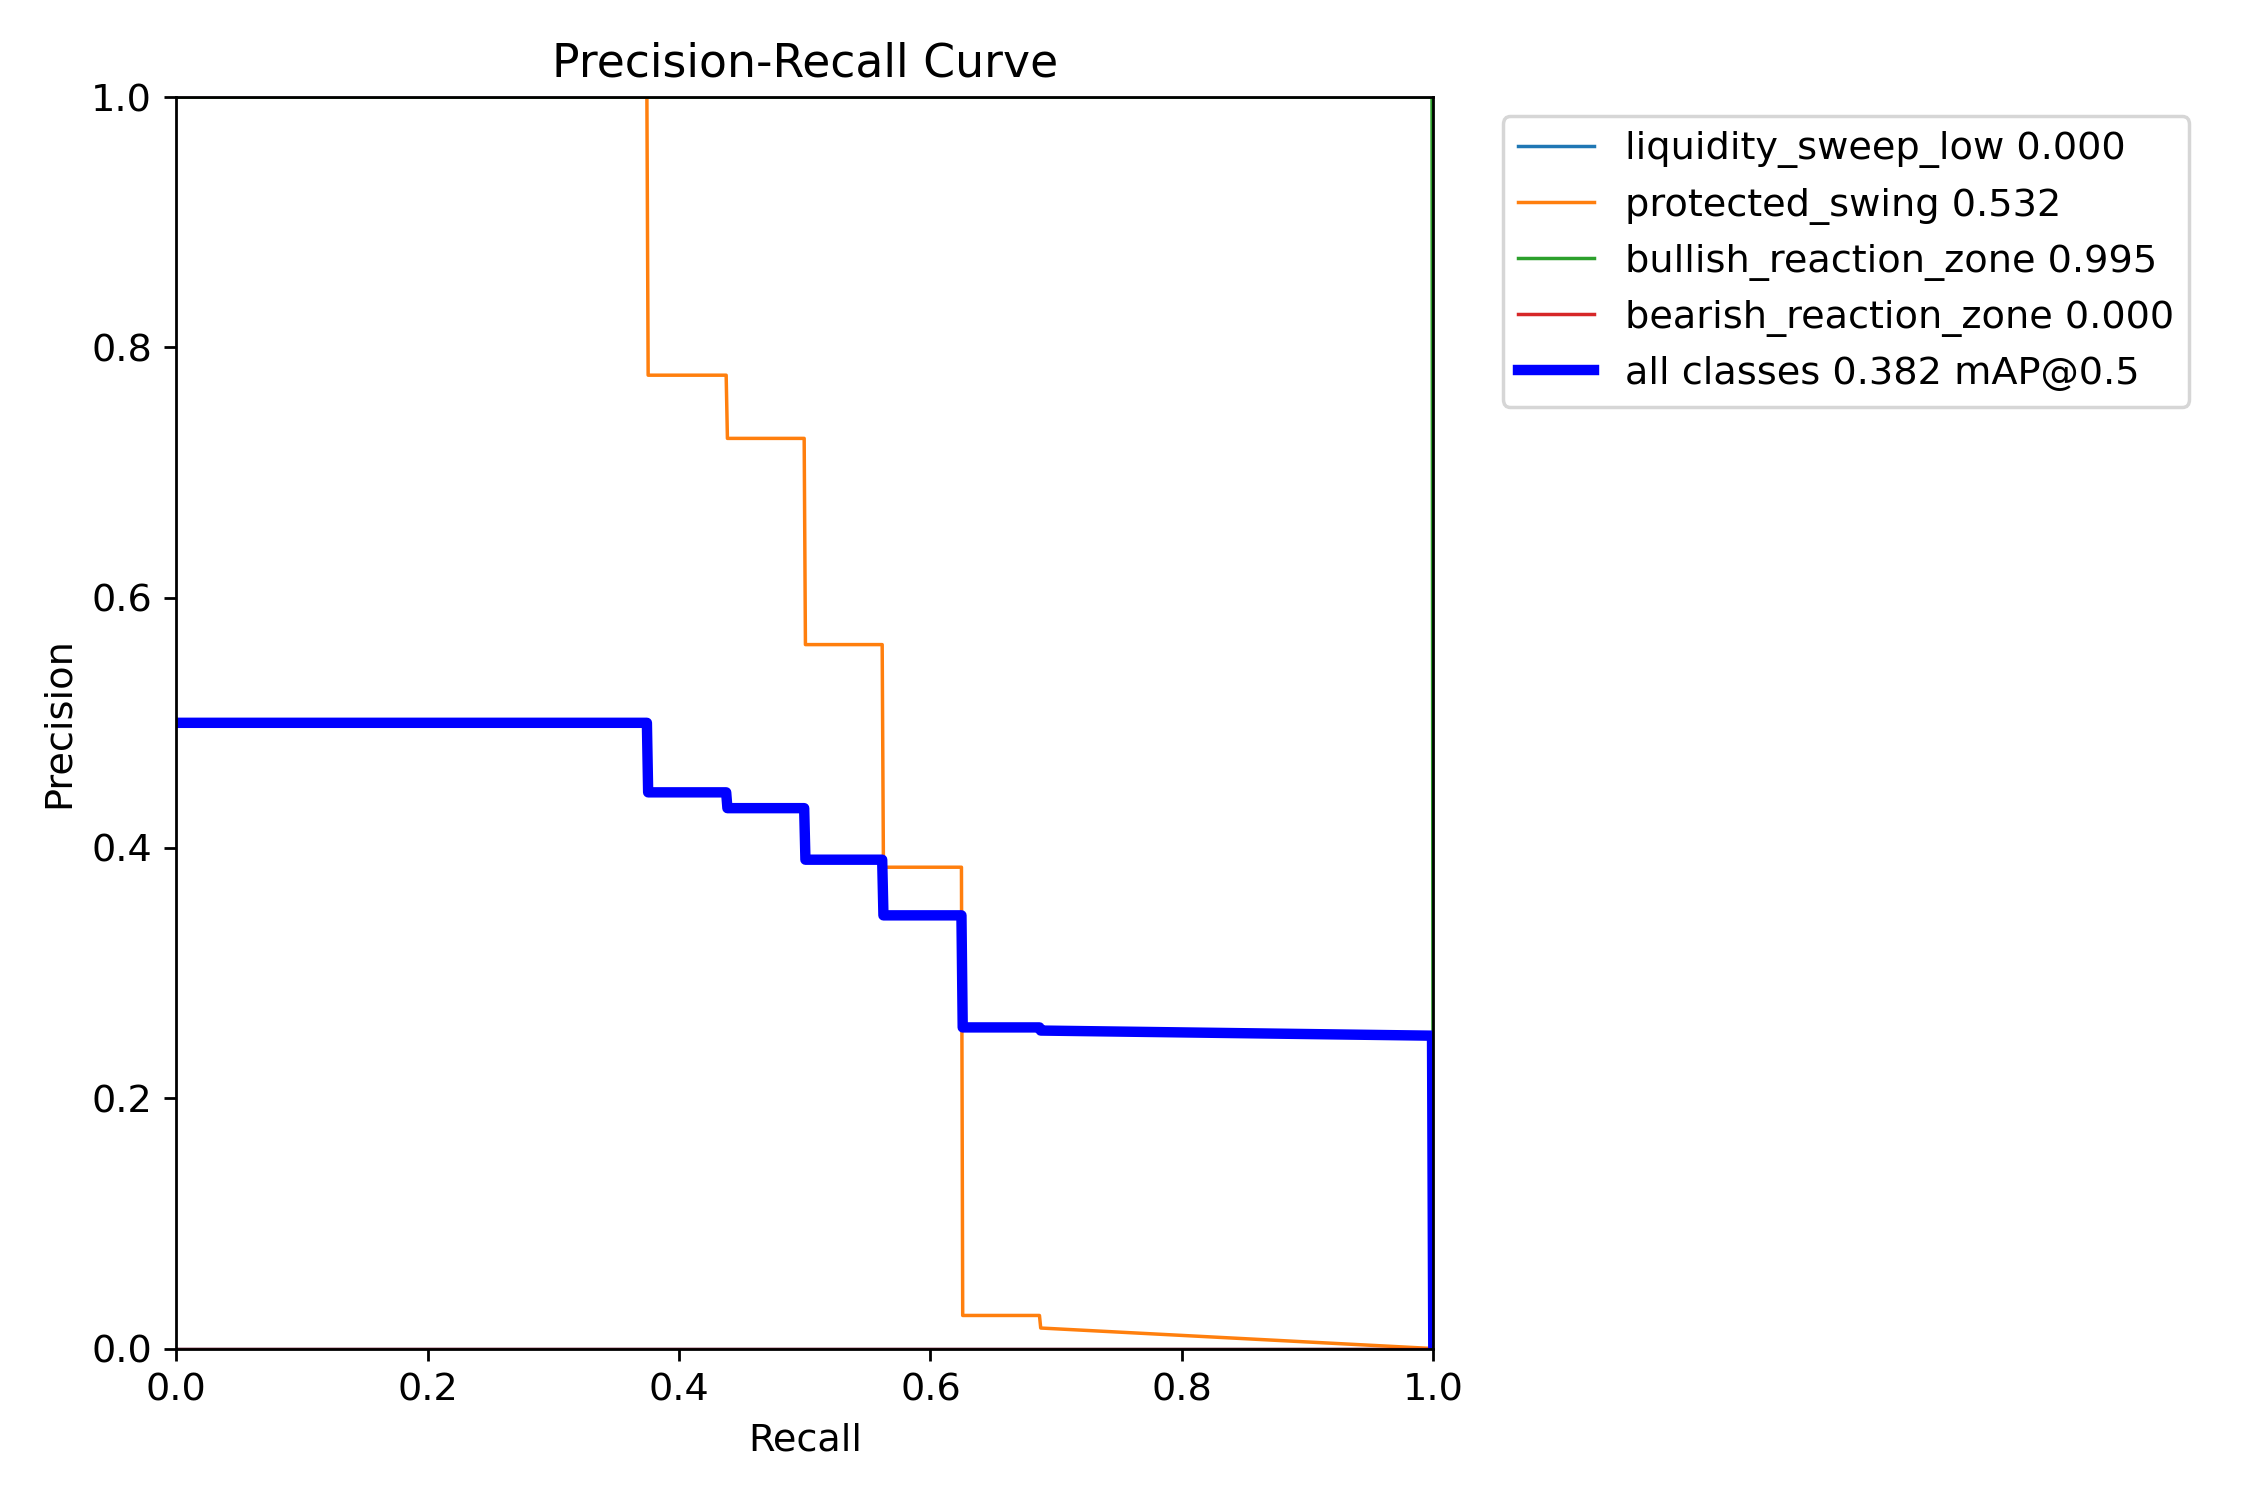 Precision-Recall Curve
1.0
0.8
0.6
0.4
0.2
0.0
Precision
0.0 0.2 0.4 0.6 0.8 1.0
Recall
liquidity_sweep_low 0.000
protected_swing 0.532
bullish_reaction_zone 0.995
bearish_reaction_zone 0.000
all classes 0.382 mAP@0.5